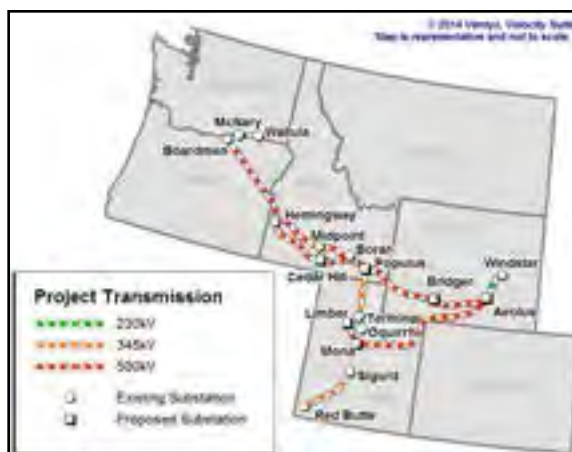 © 2014 Ventyx, Velocity Suite
Map is representative and not to scale
McNary
Wallula
Boardman
Hemingway
Midpoint
Borah
Populus
Cedar Hill
Windstar
Bridger
Aeolus
Limber
Terminal
Oquirrh
Mona
Sigurd
Red Butte
Project Transmission
230kV
345kV
500kV
Existing Substation
Proposed Substation